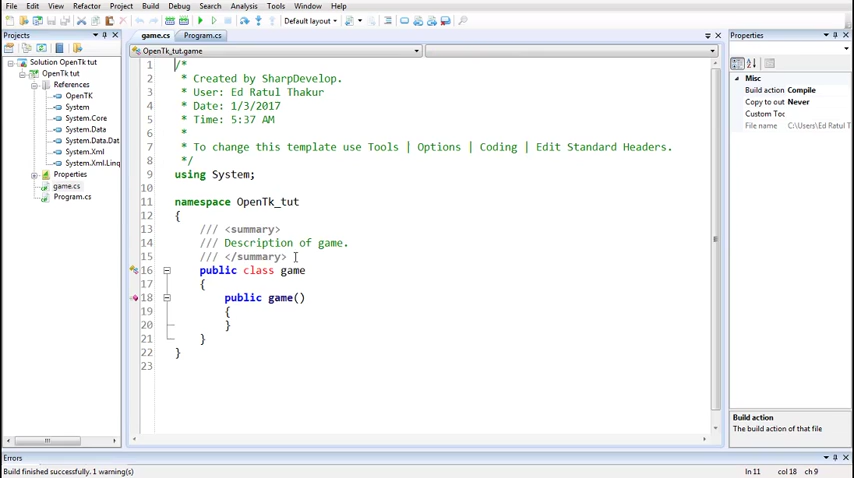 File Edit View Refactor Project Build Debug Search Analysis Tools Window Help
Default layout
Projects
game.cs Program.cs
Properties
OpenTk_tut.game
Solution OpenTk tut
OpenTk tut
References
OpenTK
System
System.Core
System.Data
System.Data.Dat
System.Xml
System.Xml.Linq
Properties
game.cs
Program.cs
1 /*
2 * Created by SharpDevelop.
3 * User: Ed Ratul Thakur
4 * Date: 1/3/2017
5 * Time: 5:37 AM
6 *
7 * To change this template use Tools | Options | Coding | Edit Standard Headers.
8 */
9 using System;
10
11 namespace OpenTk_tut
12 {
13 /// <summary>
14 /// Description of game.
15 /// </summary>
16 public class game
17 {
18 public game()
19 {
20 }
21 }
22 }
23
Misc
Build action Compile
Copy to out Never
Custom Toc
File name C:\Users\Ed Ratul T
Build action
The build action of that file
Errors
Build finished successfully. 1 warning(s)
ln 11 col 18 ch 9